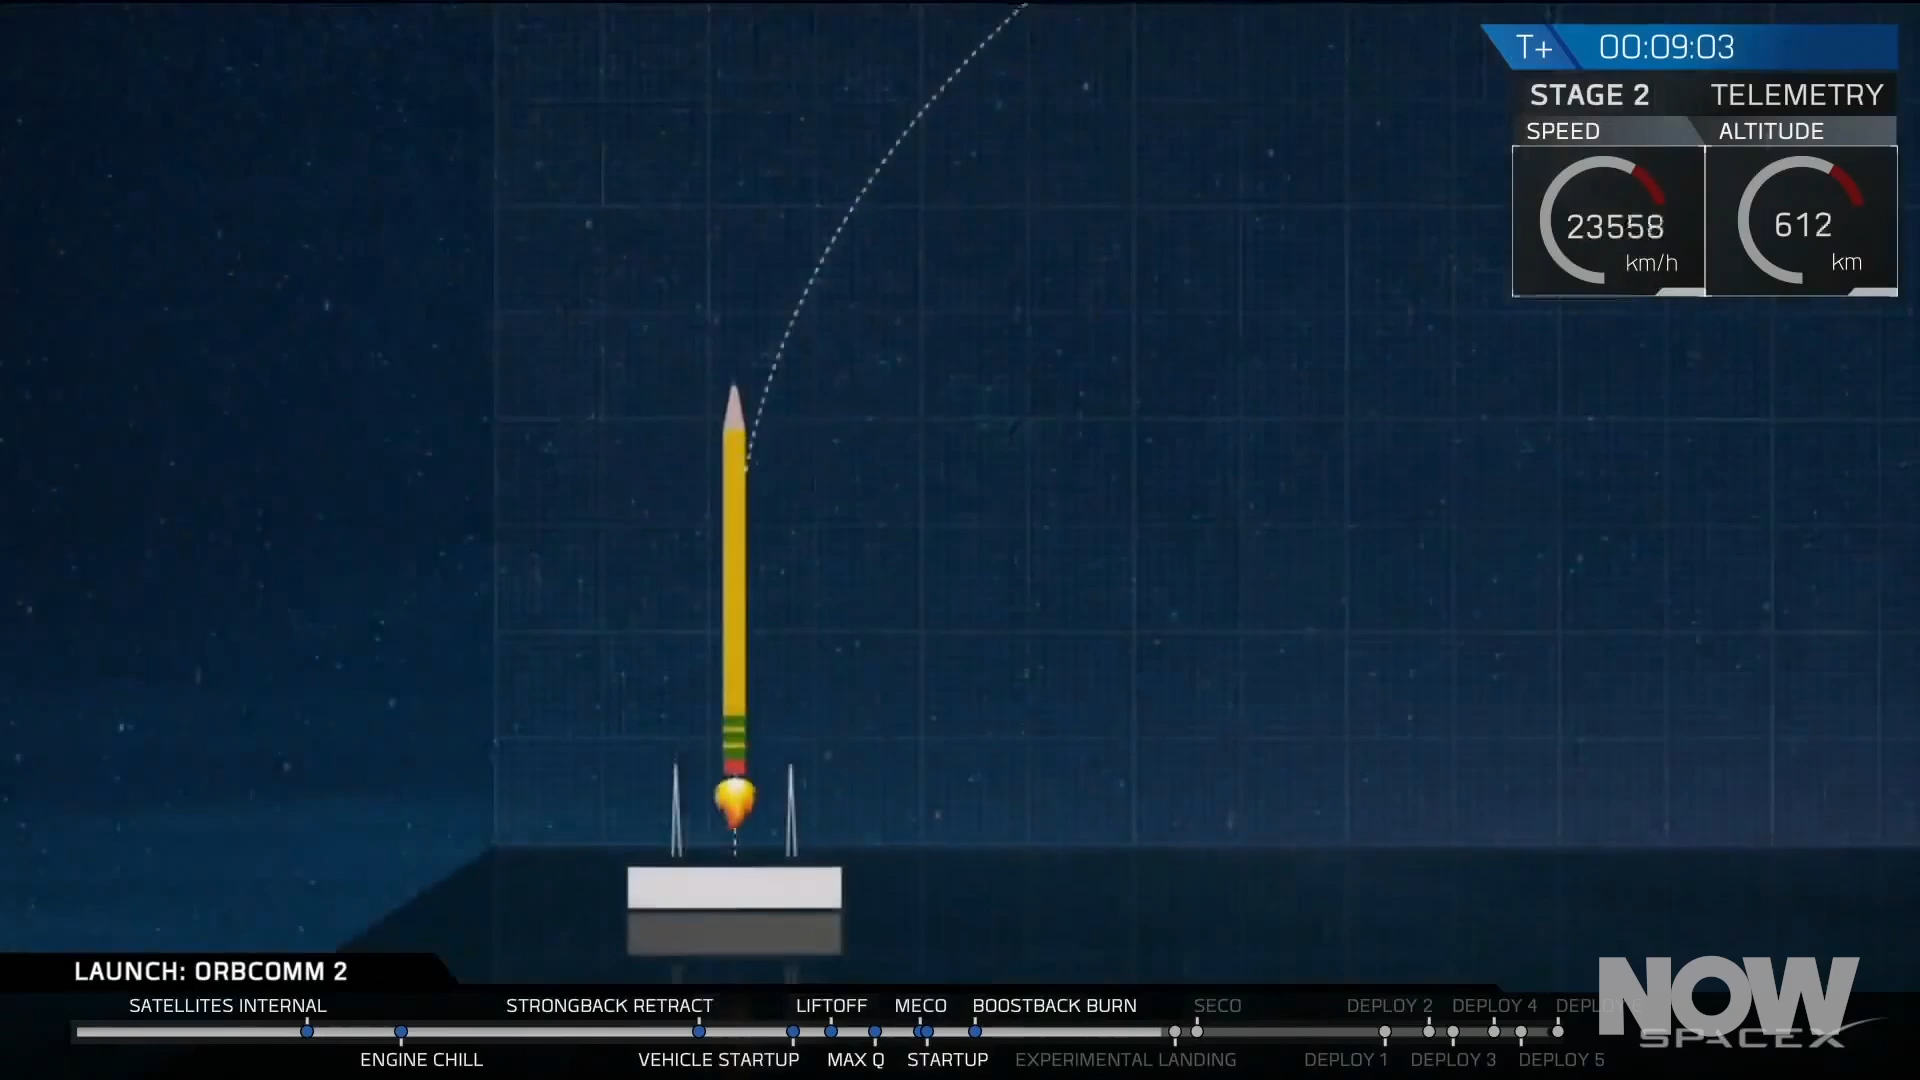 T+ 00:09:03
STAGE 2 TELEMETRY
SPEED ALTITUDE
23558 612
km/h km
LAUNCH: ORBCOMM 2
SATELLITES INTERNAL STRONGBACK RETRACT LIFTOFF MECO BOOSTBACK BURN SECO DEPLOY 2 DEPLOY 4
ENGINE CHILL VEHICLE STARTUP MAX Q STARTUP EXPERIMENTAL LANDING DEPLOY 1 DEPLOY 3 DEPLOY 5
NOW
SPACEX